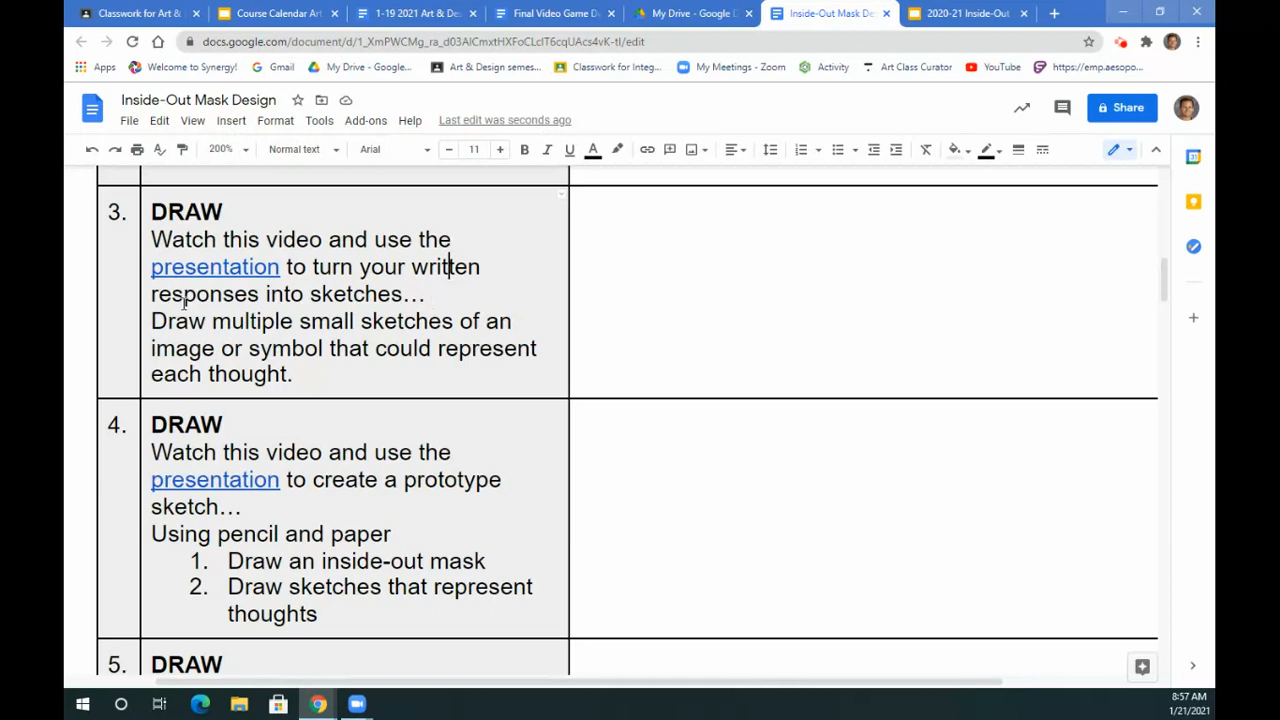 Classwork for Art &
Course Calendar Art
1-19 2021 Art & De
Final Video Game D
My Drive - Google D
Inside-Out Mask De
2020-21 Inside-Out
docs.google.com/document/d/1_XmPWCMg_ra_d03AlCmxtHXFoCLcIT6cqUAcs4vK-tI/edit
Apps
Welcome to Synergy!
Gmail
My Drive - Google...
Art & Design semes...
Classwork for Integ...
My Meetings - Zoom
Activity
Art Class Curator
YouTube
https://emp.aesopo...
Inside-Out Mask Design
Share
File Edit View Insert Format Tools Add-ons Help Last edit was seconds ago
200% Normal text Arial 11
3. DRAW
Watch this video and use the
presentation to turn your written
responses into sketches…
Draw multiple small sketches of an
image or symbol that could represent
each thought.
4. DRAW
Watch this video and use the
presentation to create a prototype
sketch…
Using pencil and paper
1. Draw an inside-out mask
2. Draw sketches that represent
thoughts
5. DRAW
8:57 AM
1/21/2021